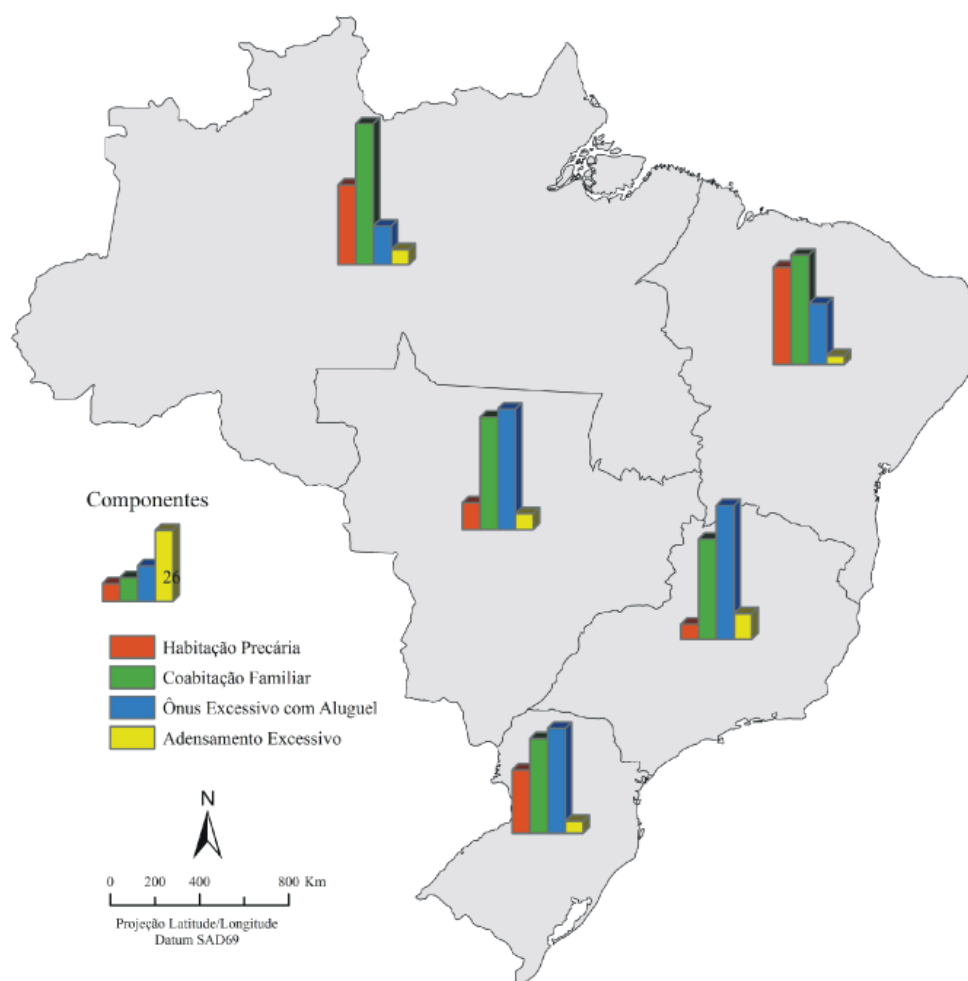 Componentes
26
Habitação Precária
Coabitação Familiar
Ônus Excessivo com Aluguel
Adensamento Excessivo
N
0 200 400 800 Km
Projeção Latitude/Longitude
Datum SAD69